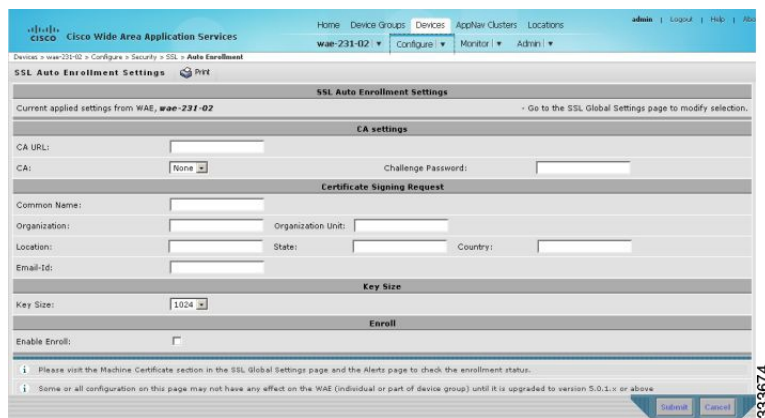 Home Device Groups Devices AppNav Clusters Locations
admin | Logout | Help |
cisco Cisco Wide Area Application Services
wae-231-02 Configure Monitor Admin
Devices > wae-231-02 > Configure > Security > SSL > Auto Enrollment
SSL Auto Enrollment Settings Print
SSL Auto Enrollment Settings
Current applied settings from WAE, wae-231-02 - Go to the SSL Global Settings page to modify selection.
CA settings
CA URL:
CA: None Challenge Password:
Certificate Signing Request
Common Name:
Organization: Organization Unit:
Location: State: Country:
Email-Id:
Key Size
Key Size: 1024
Enroll
Enable Enroll:
i Please visit the Machine Certificate section in the SSL Global Settings page and the Alerts page to check the enrollment status.
i Some or all configuration on this page may not have any effect on the WAE (individual or part of device group) until it is upgraded to version 5.0.1.x or above
Submit Cancel